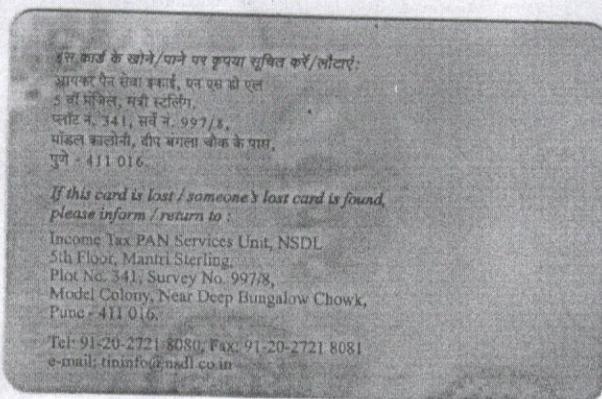 इस कार्ड के खोने/पाने पर कृपया सूचित करें/लौटाएं:
आयकर पैन सेवा इकाई, एन एस डी एल
5 वीं मंजिल, मंत्री स्टर्लिंग,
प्लॉट नं. 341, सर्वे नं. 997/8,
मॉडल कालोनी, दीप बंगला चौक के पास,
पुणे - 411 016.
If this card is lost / someone's lost card is found,
please inform / return to :
Income Tax PAN Services Unit, NSDL
5th Floor, Mantri Sterling,
Plot No. 341, Survey No. 997/8,
Model Colony, Near Deep Bungalow Chowk,
Pune - 411 016.
Tel: 91-20-2721 8080, Fax: 91-20-2721 8081
e-mail: tininfo@nsdl.co.in